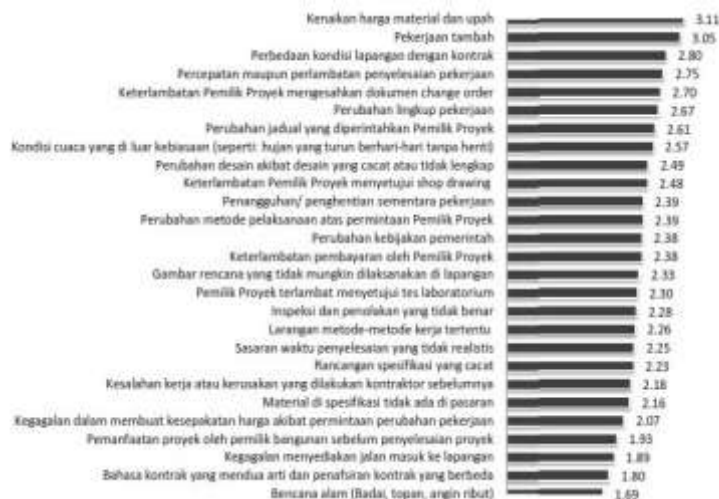 Kenaikan harga material dan upah 3.11
Pekerjaan tambah 3.05
Perbedaan kondisi lapangan dengan kontrak 2.80
Percepatan maupun perlambatan penyelesaian pekerjaan 2.75
Keterlambatan Pemilik Proyek mengesahkan dokumen change order 2.70
Perubahan lingkup pekerjaan 2.67
Perubahan jadual yang diperintahkan Pemilik Proyek 2.61
Kondisi cuaca yang di luar kebiasaan (seperti: hujan yang turun berhari-hari tanpa henti) 2.57
Perubahan desain akibat desain yang cacat atau tidak lengkap 2.49
Keterlambatan Pemilik Proyek menyetujui shop drawing 2.48
Penangguhan/ penghentian sementara pekerjaan 2.39
Perubahan metode pelaksanaan atas permintaan Pemilik Proyek 2.39
Perubahan kebijakan pemerintah 2.38
Keterlambatan pembayaran oleh Pemilik Proyek 2.38
Gambar rencana yang tidak mungkin dilaksanakan di lapangan 2.33
Pemilik Proyek terlambat menyetujui tes laboratorium 2.30
Inspeksi dan penolakan yang tidak benar 2.28
Larangan metode-metode kerja tertentu 2.26
Sasaran waktu penyelesaian yang tidak realistis 2.25
Rancangan spesifikasi yang cacat 2.23
Kesalahan kerja atau kerusakan yang dilakukan kontraktor sebelumnya 2.18
Material di spesifikasi tidak ada di pasaran 2.16
Kegagalan dalam membuat kesepakatan harga akibat permintaan perubahan pekerjaan 2.07
Pemanfaatan proyek oleh pemilik bangunan sebelum penyelesaian proyek 1.93
Kegagalan menyediakan jalan masuk ke lapangan 1.89
Bahasa kontrak yang mendua arti dan penafsiran kontrak yang berbeda 1.80
Bencana alam (Badai, topan, angin ribut) 1.69